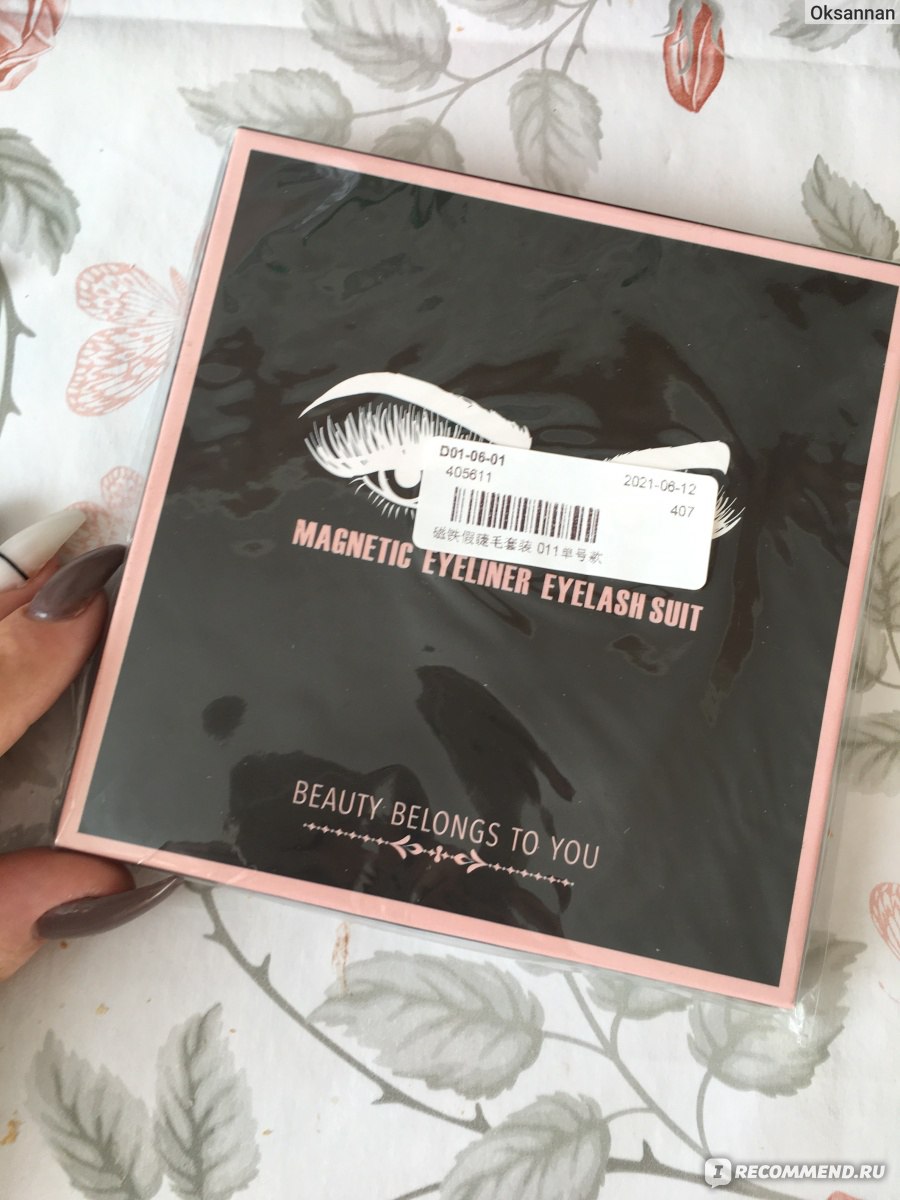 Oksannan
D01-06-01
405611
2021-06-12
407
磁铁假睫毛套装 011单号款
MAGNETIC EYELINER EYELASH SUIT
BEAUTY BELONGS TO YOU
IRECOMMEND.RU